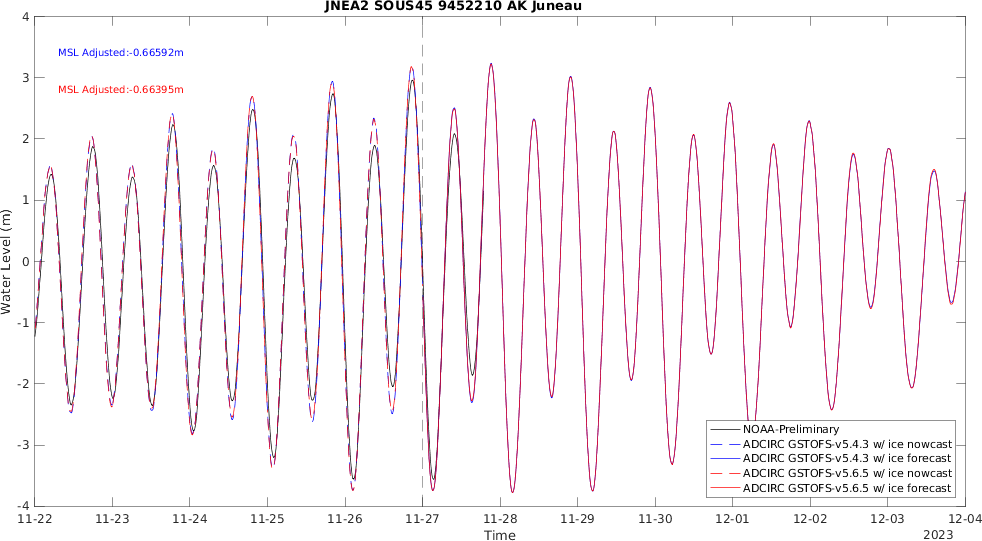 JNEA2 SOUS45 9452210 AK Juneau
MSL Adjusted:-0.66592m
MSL Adjusted:-0.66395m
Water Level (m)
4
3
2
1
0
-1
-2
-3
-4
NOAA-Preliminary
ADCIRC GSTOFS-v5.4.3 w/ ice nowcast
ADCIRC GSTOFS-v5.4.3 w/ ice forecast
ADCIRC GSTOFS-v5.6.5 w/ ice nowcast
ADCIRC GSTOFS-v5.6.5 w/ ice forecast
11-22 11-23 11-24 11-25 11-26 11-27 11-28 11-29 11-30 12-01 12-02 12-03 12-04
Time
2023